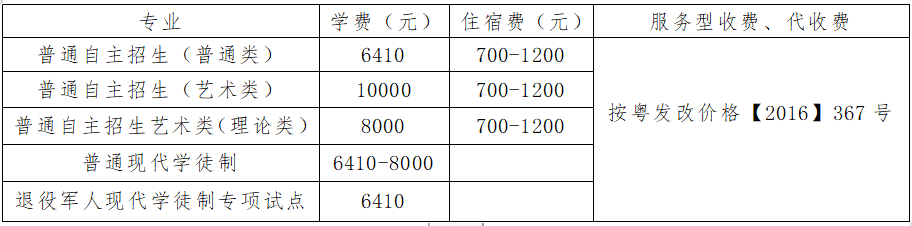 专业 学费（元） 住宿费（元） 服务型收费、代收费
普通自主招生（普通类） 6410 700-1200
普通自主招生（艺术类） 10000 700-1200
普通自主招生艺术类(理论类） 8000 700-1200
按粤发改价格【2016】367 号
普通现代学徒制 6410-8000
退役军人现代学徒制专项试点 6410